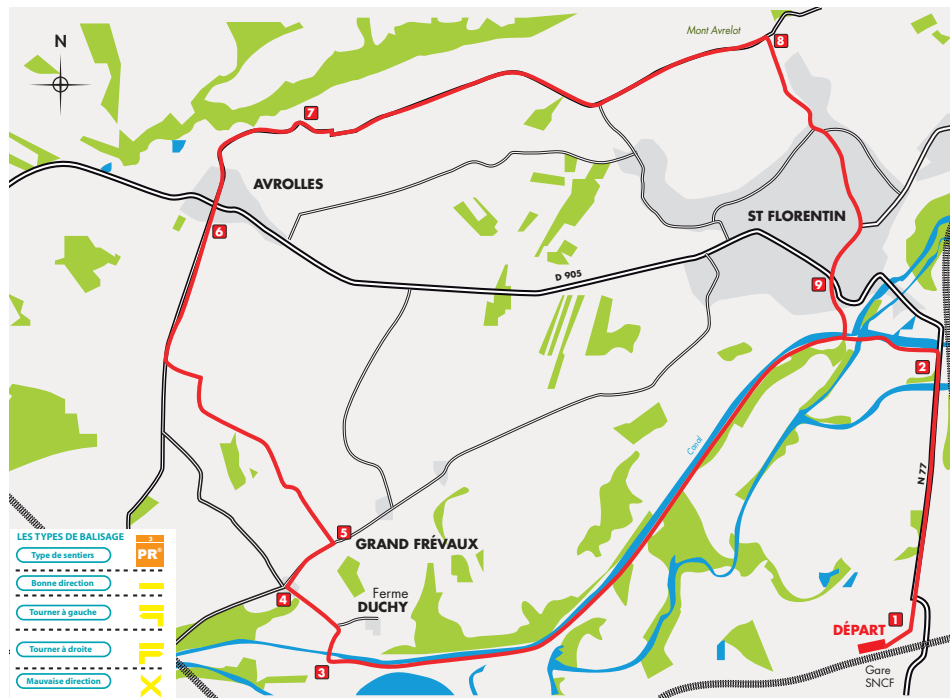 N
Mont Avrelot
8
7
AVROLLES
ST FLORENTIN
6
D 905
9
2
Canal
N 77
5
GRAND FRÉVAUX
4
Ferme
DUCHY
3
1
DÉPART
Gare
SNCF
LES TYPES DE BALISAGE
3
PR®
Type de sentiers
Bonne direction
Tourner à gauche
Tourner à droite
Mauvaise direction